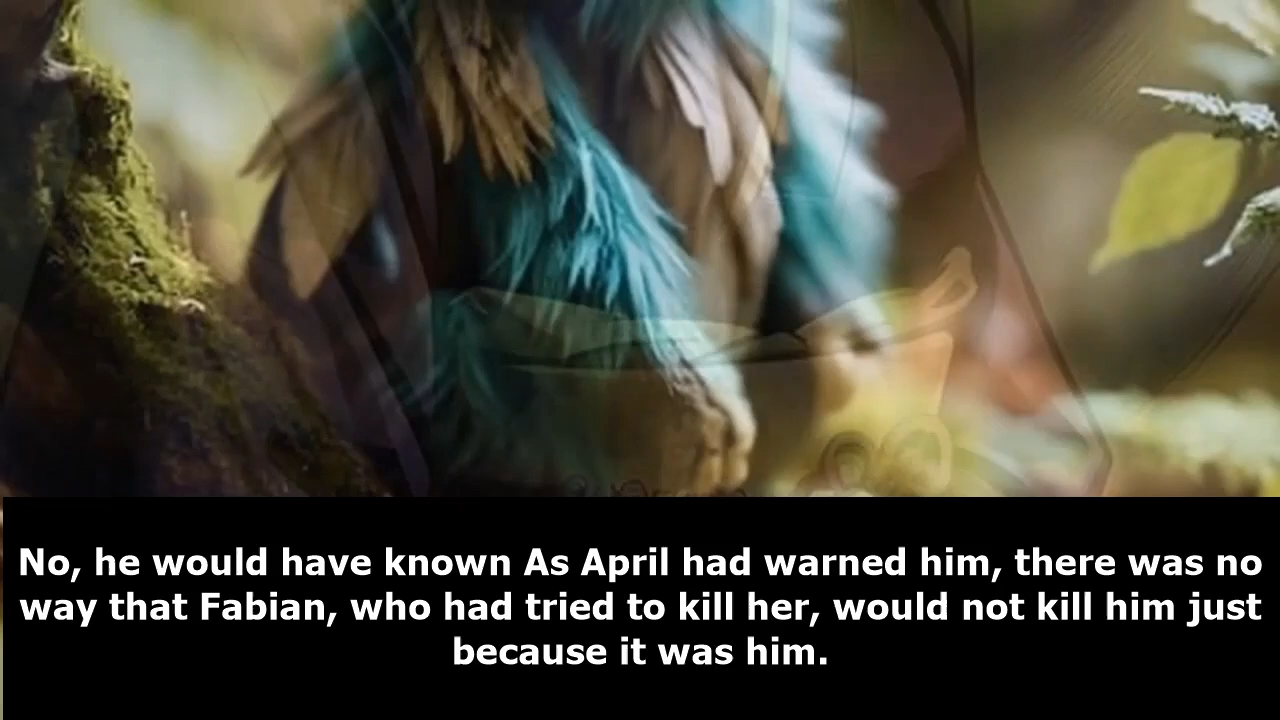 No, he would have known As April had warned him, there was no
way that Fabian, who had tried to kill her, would not kill him just
because it was him.